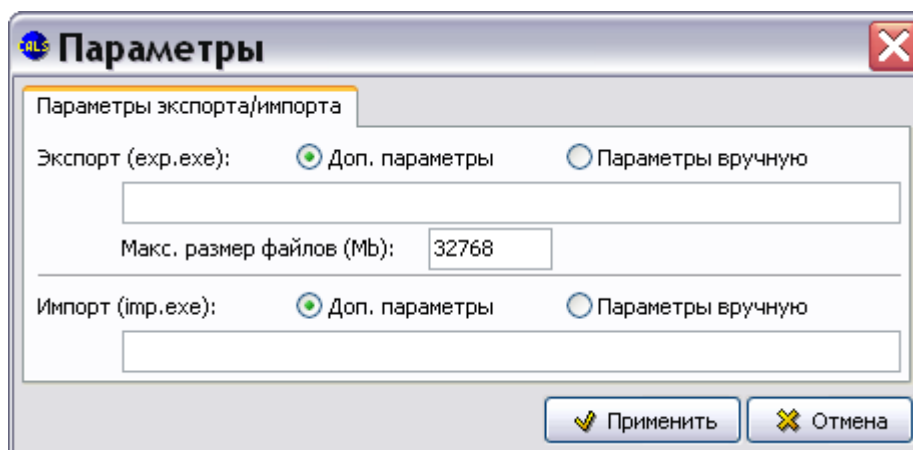 CALS Параметры
Параметры экспорта/импорта
Экспорт (exp.exe): Доп. параметры Параметры вручную
Макс. размер файлов (Mb): 32768
Импорт (imp.exe): Доп. параметры Параметры вручную
Применить Отмена